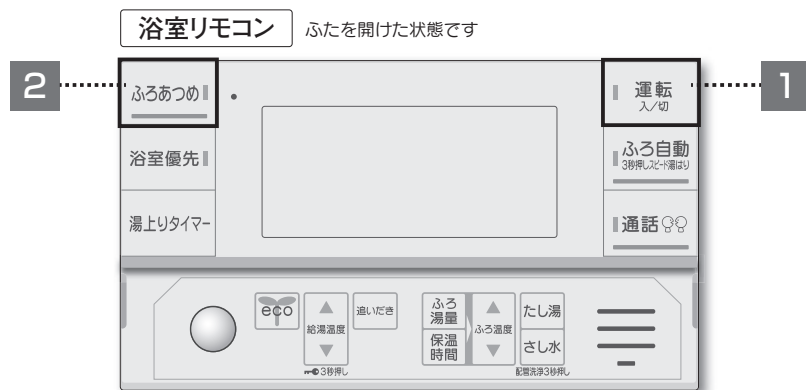 浴室リモコン ふたを開けた状態です
2 ふろあつめ
運転 1
入/切
浴室優先
ふろ自動
3秒押しスピード湯はり
湯上りタイマー
通話
eco
給湯温度
3秒押し
追いだき
ふろ
湯量
保温
時間
ふろ温度
たし湯
さし水
配管洗浄3秒押し